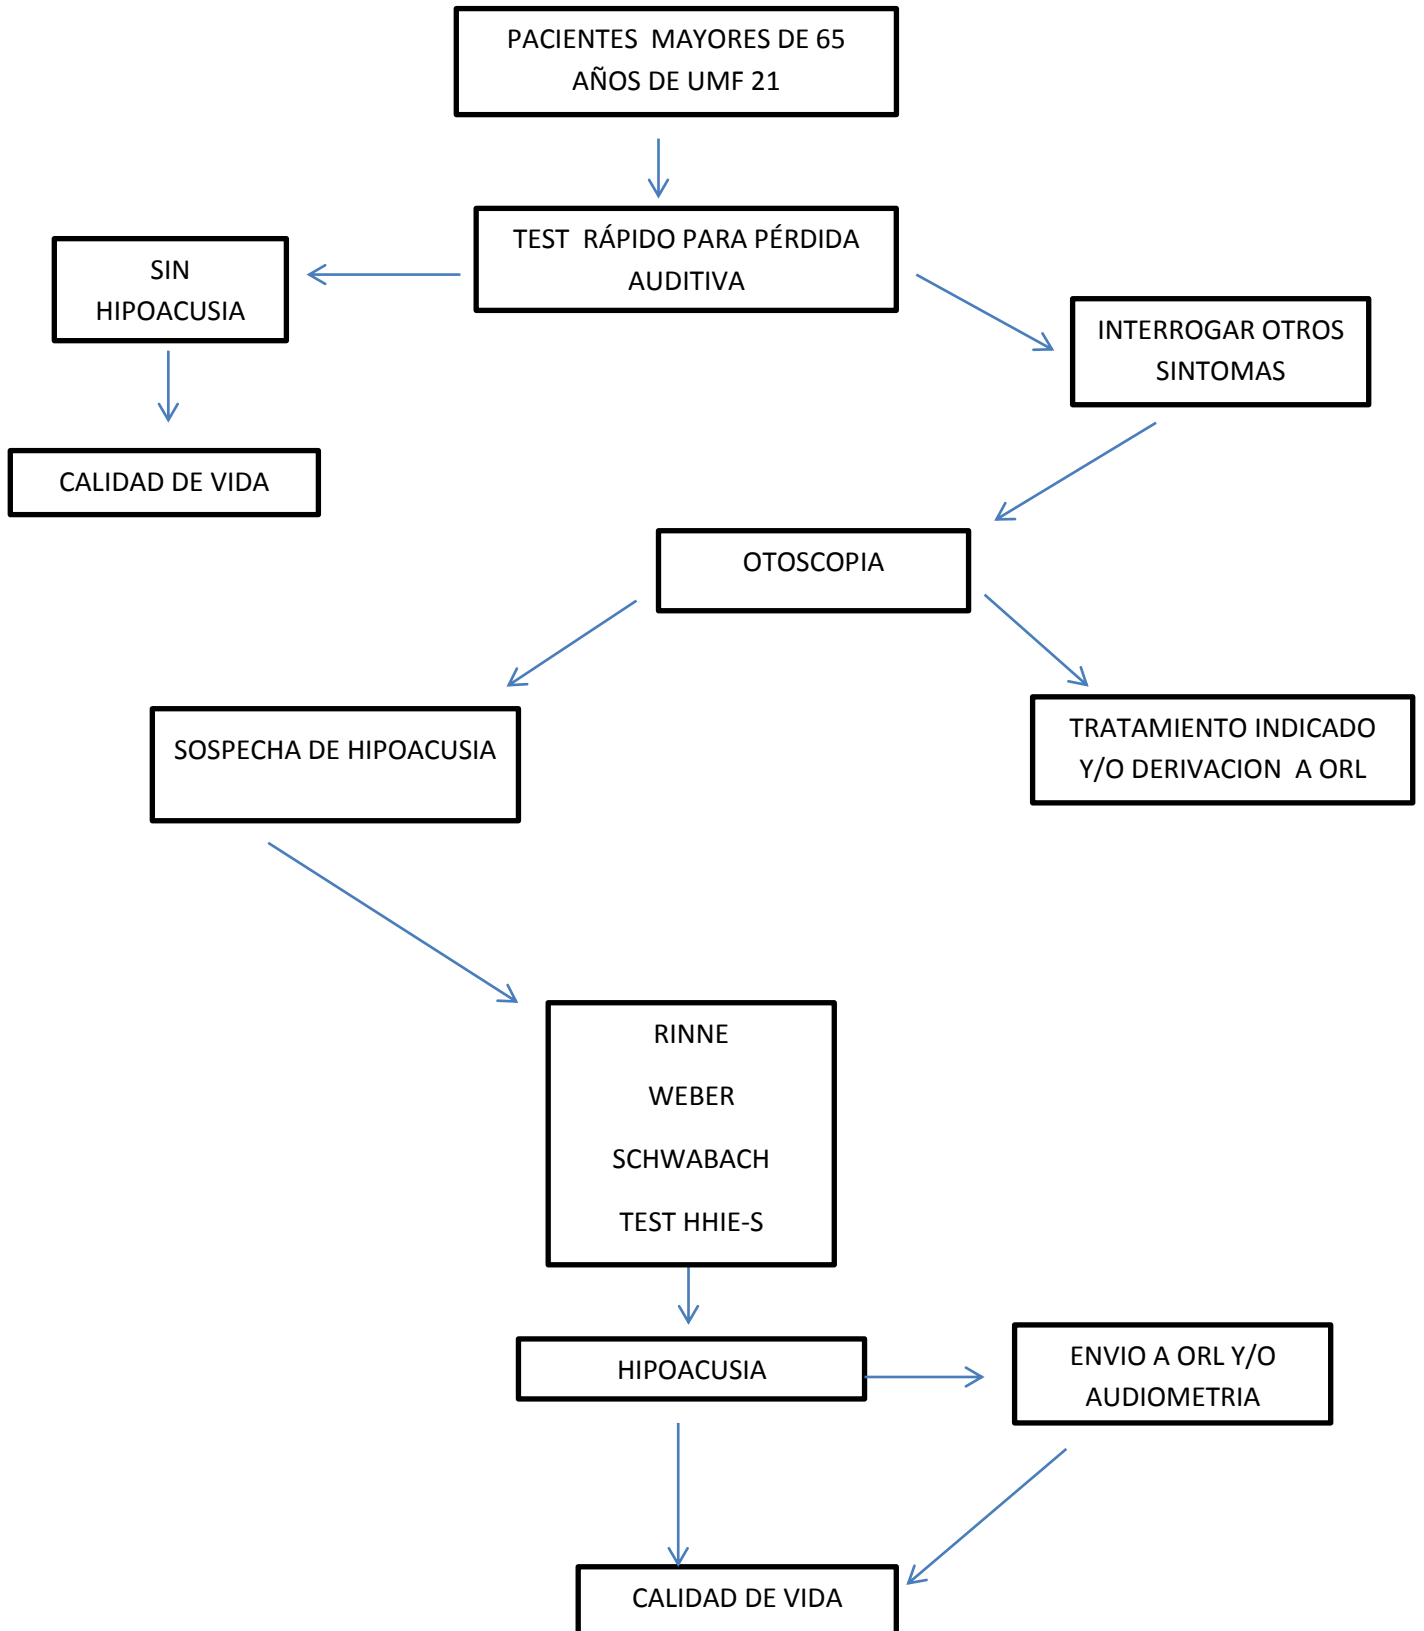 PACIENTES MAYORES DE 65
AÑOS DE UMF 21
TEST RÁPIDO PARA PÉRDIDA
AUDITIVA
SIN
HIPOACUSIA
INTERROGAR OTROS
SINTOMAS
CALIDAD DE VIDA
OTOSCOPIA
SOSPECHA DE HIPOACUSIA
TRATAMIENTO INDICADO
Y/O DERIVACION A ORL
RINNE
WEBER
SCHWABACH
TEST HHIE-S
HIPOACUSIA
ENVIO A ORL Y/O
AUDIOMETRIA
CALIDAD DE VIDA